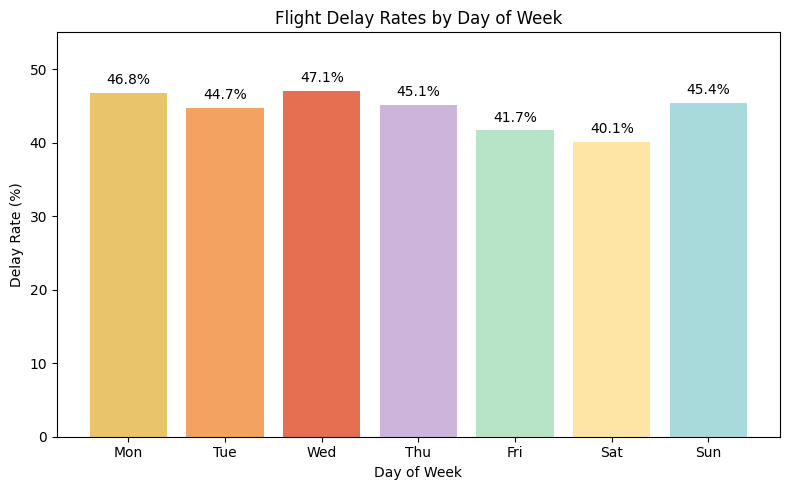 Flight Delay Rates by Day of Week
Delay Rate (%)
50
40
30
20
10
0
46.8%
44.7%
47.1%
45.1%
41.7%
40.1%
45.4%
Mon
Tue
Wed
Thu
Fri
Sat
Sun
Day of Week